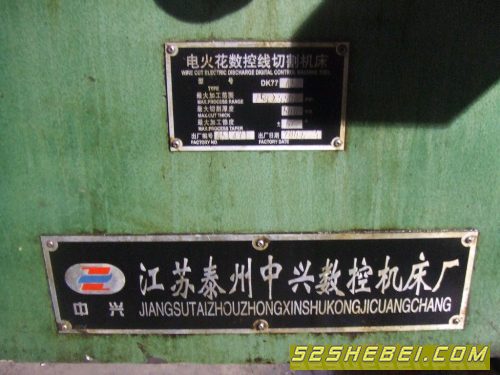 电火花数控线切割机床
WIRE CUT ELECTRIC DISCHARGE DIGITAL CONTROL MACHINE TOOL
型 号 DK77
TYPE
最大加工范围
MAX.PROCESS RANGE
最大切割厚度
MAX.CUT THICK
最大加工锥度
MAX.PROCESS TAPER
出厂编号 出厂日期
FACTORY NO. FACTORY DATE
江苏泰州中兴数控机床厂
中兴 JIANGSUTAIZHOUZHONGXINSHUKONGJICUANGCHANG
52SHEBEI.COM